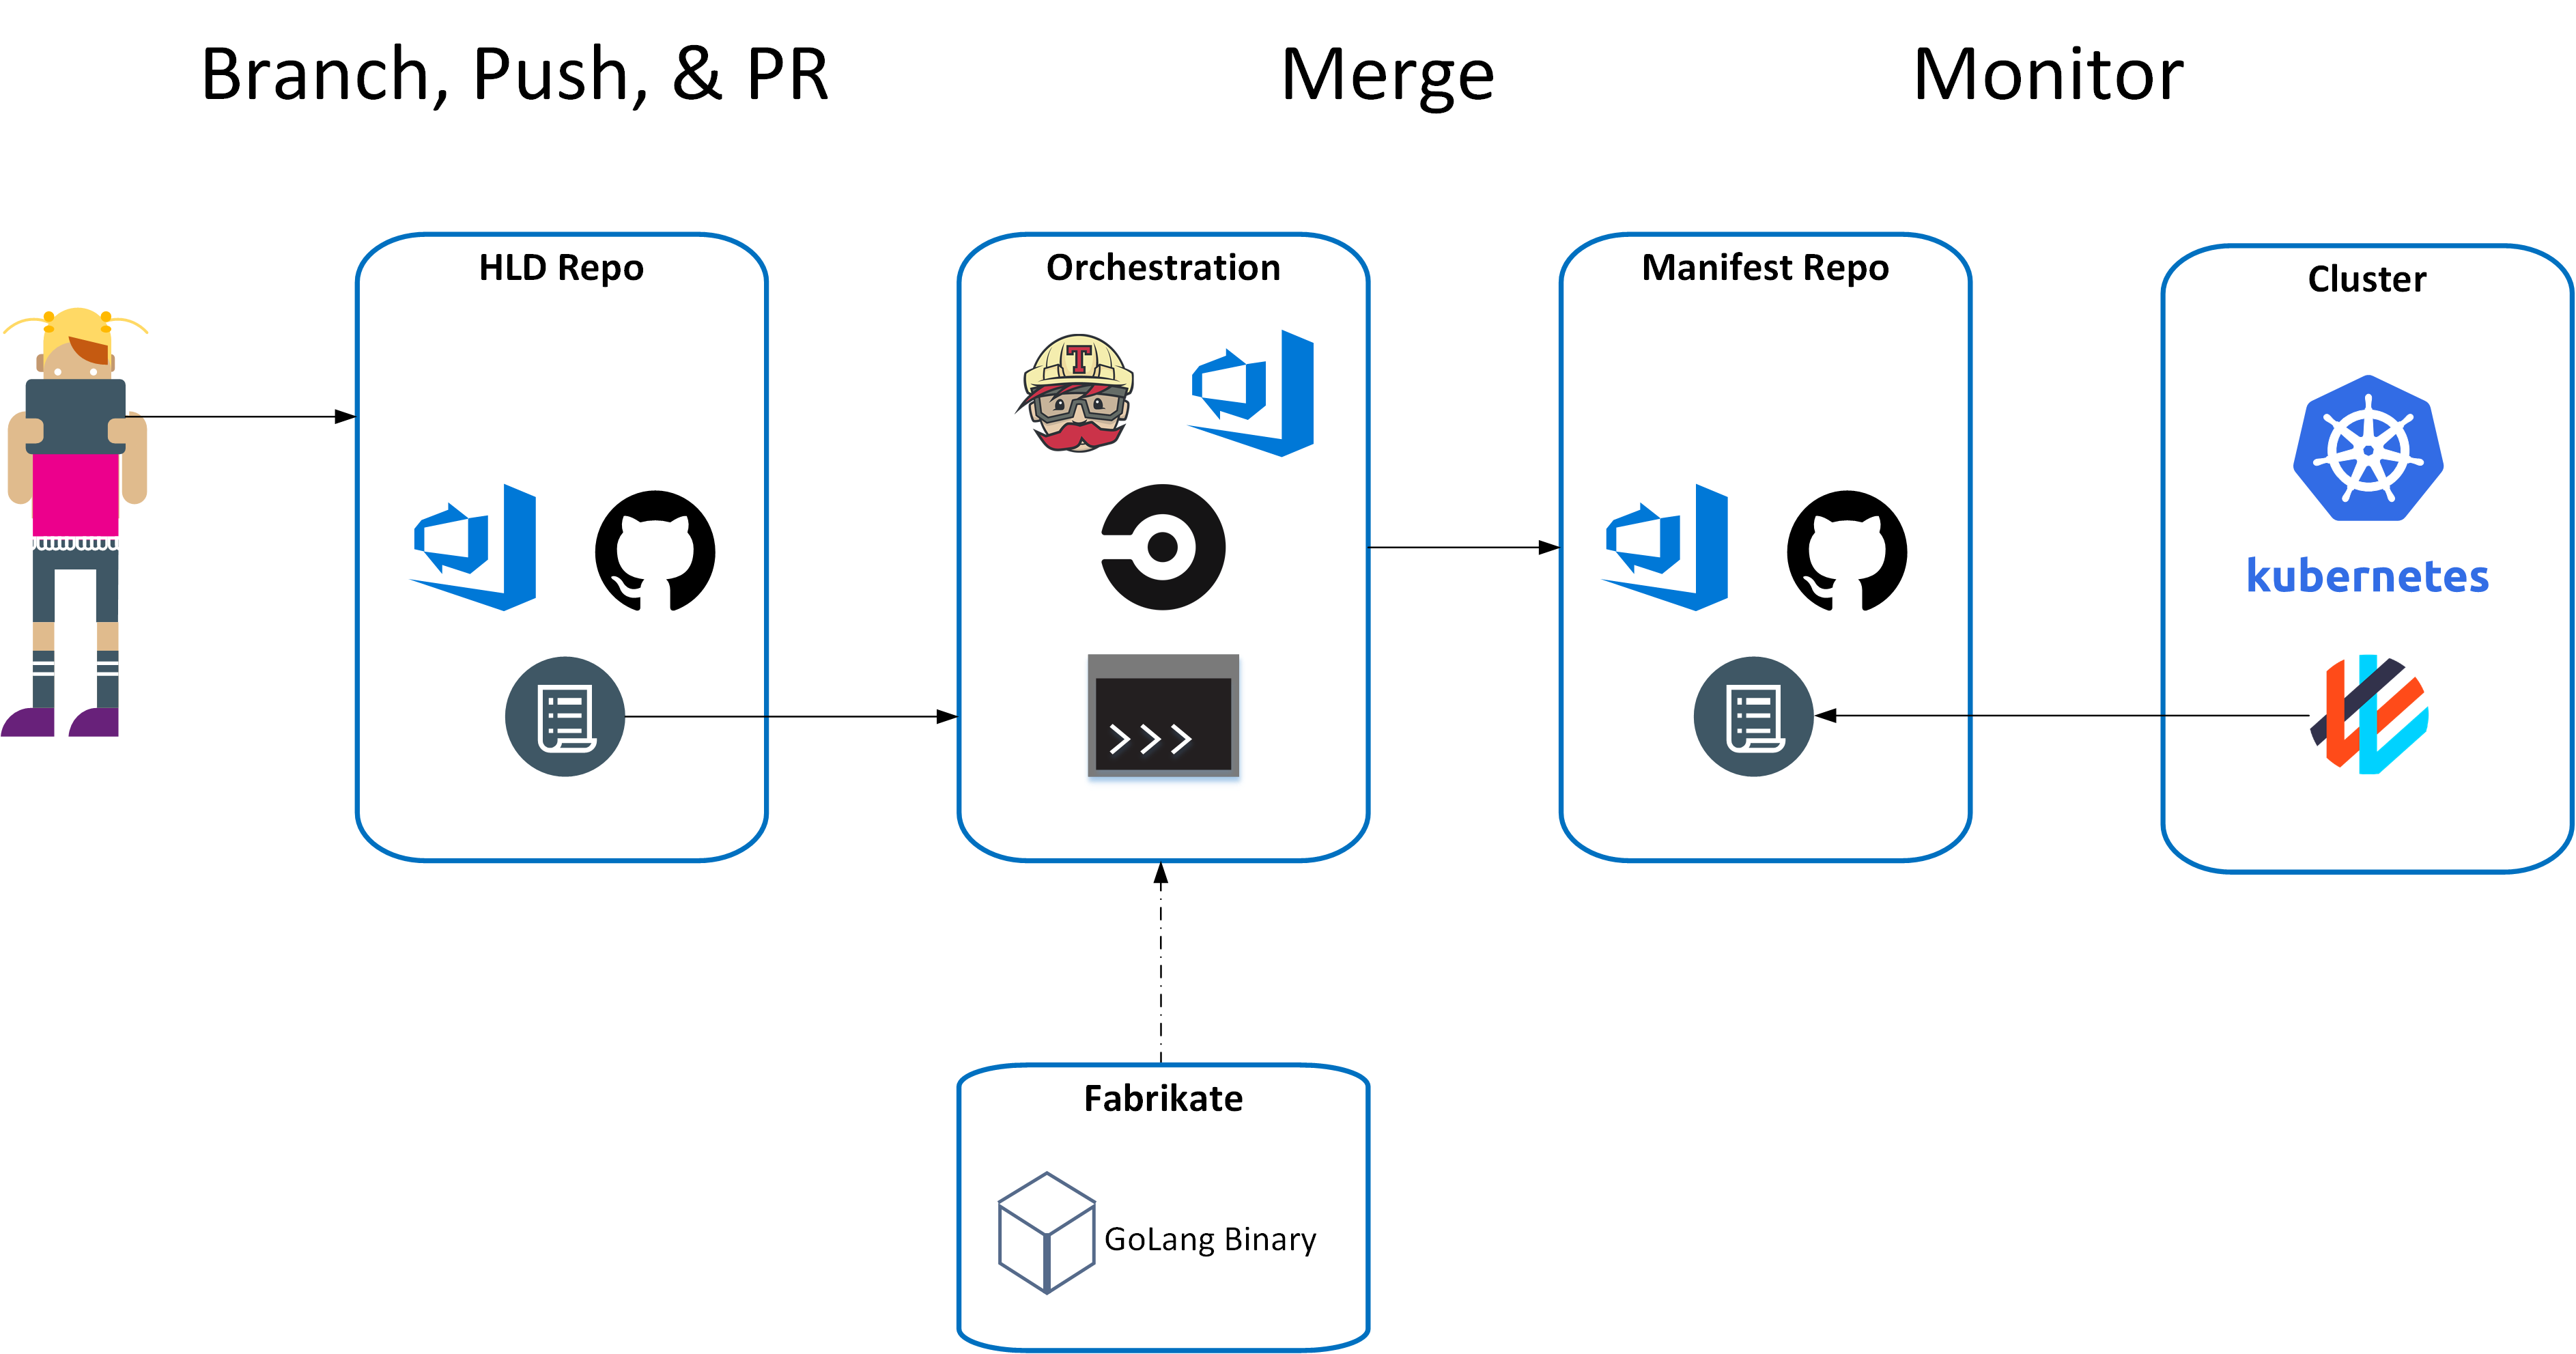 Branch, Push, & PR
Merge
Monitor
HLD Repo
Orchestration
Manifest Repo
Cluster
T
>>>
kubernetes
Fabrikate
GoLang Binary